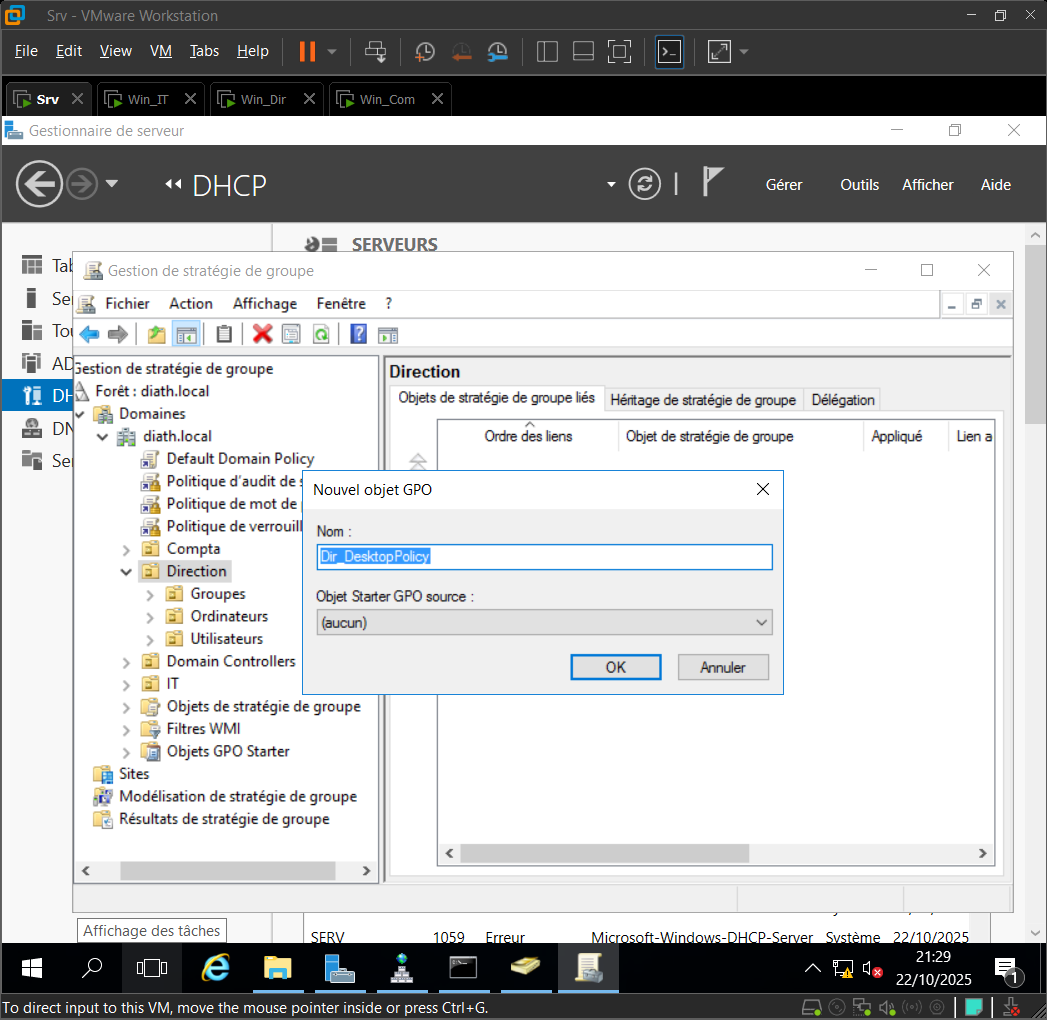 Srv - VMware Workstation
File Edit View VM Tabs Help
Srv Win_IT Win_Dir Win_Com
Gestionnaire de serveur
DHCP Gérer Outils Afficher Aide
SERVEURS
Gestion de stratégie de groupe
Fichier Action Affichage Fenêtre ?
Gestion de stratégie de groupe
Forêt : diath.local
Domaines
diath.local
Default Domain Policy
Politique d'audit de s
Politique de mot de
Politique de verrouill
Compta
Direction
Groupes
Ordinateurs
Utilisateurs
Domain Controllers
IT
Objets de stratégie de groupe
Filtres WMI
Objets GPO Starter
Sites
Modélisation de stratégie de groupe
Résultats de stratégie de groupe
Direction
Objets de stratégie de groupe liés Héritage de stratégie de groupe Délégation
Ordre des liens Objet de stratégie de groupe Appliqué Lien a
Nouvel objet GPO
Nom :
Dir_DesktopPolicy
Objet Starter GPO source :
(aucun)
OK Annuler
Affichage des tâches
SERV 1059 Erreur Microsoft-Windows-DHCP-Server Système 22/10/2025
21:29
22/10/2025
1
To direct input to this VM, move the mouse pointer inside or press Ctrl+G.